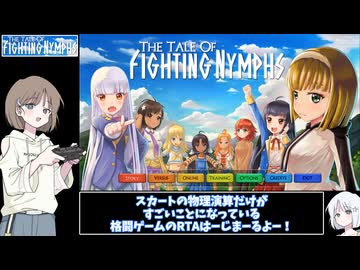 THE TALE OF
FIGHTING NYMPHS
THE TALE OF
FIGHTING NYMPHS
STORY
VERSUS
ONLINE
TRAINING
OPTIONS
CREDITS
EXIT
スカートの物理演算だけが
すごいことになっている
格闘ゲームのRTAはーじまーるよー！